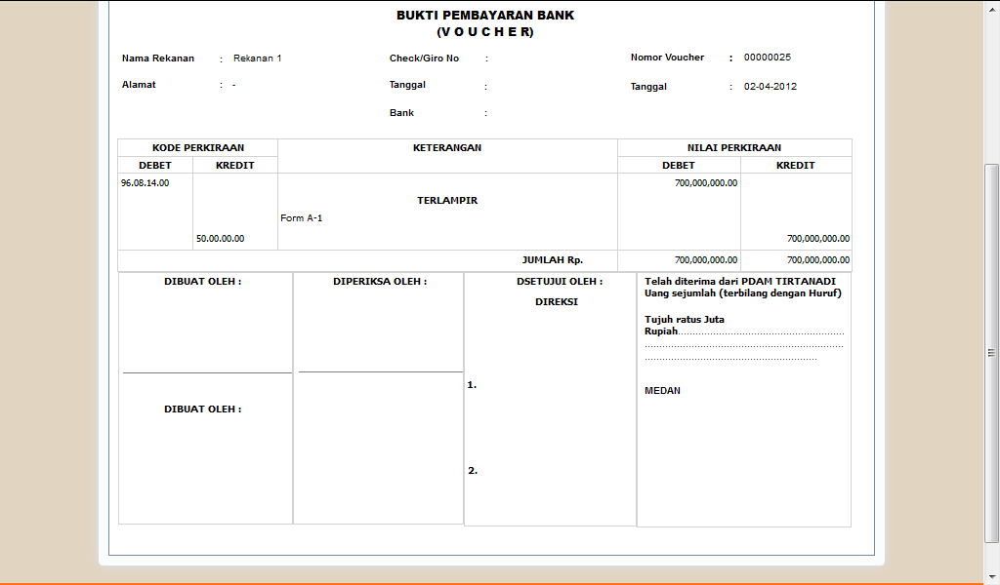 BUKTI PEMBAYARAN BANK
(V O U C H E R)
Nama Rekanan : Rekanan 1 Check/Giro No : Nomor Voucher : 00000025
Alamat : - Tanggal : Tanggal : 02-04-2012
Bank :
KODE PERKIRAAN KETERANGAN NILAI PERKIRAAN
DEBET KREDIT DEBET KREDIT
96.08.14.00 700,000,000.00
TERLAMPIR
Form A-1
50.00.00.00 700,000,000.00
JUMLAH Rp. 700,000,000.00 700,000,000.00
DIBUAT OLEH : DIPERIKSA OLEH : DSETUJUI OLEH : Telah diterima dari PDAM TIRTANADI
Uang sejumlah (terbilang dengan Huruf)
DIREKSI
Tujuh ratus Juta
Rupiah.........................................................
....................................................................
...........................................................
1.
MEDAN
DIBUAT OLEH :
2.